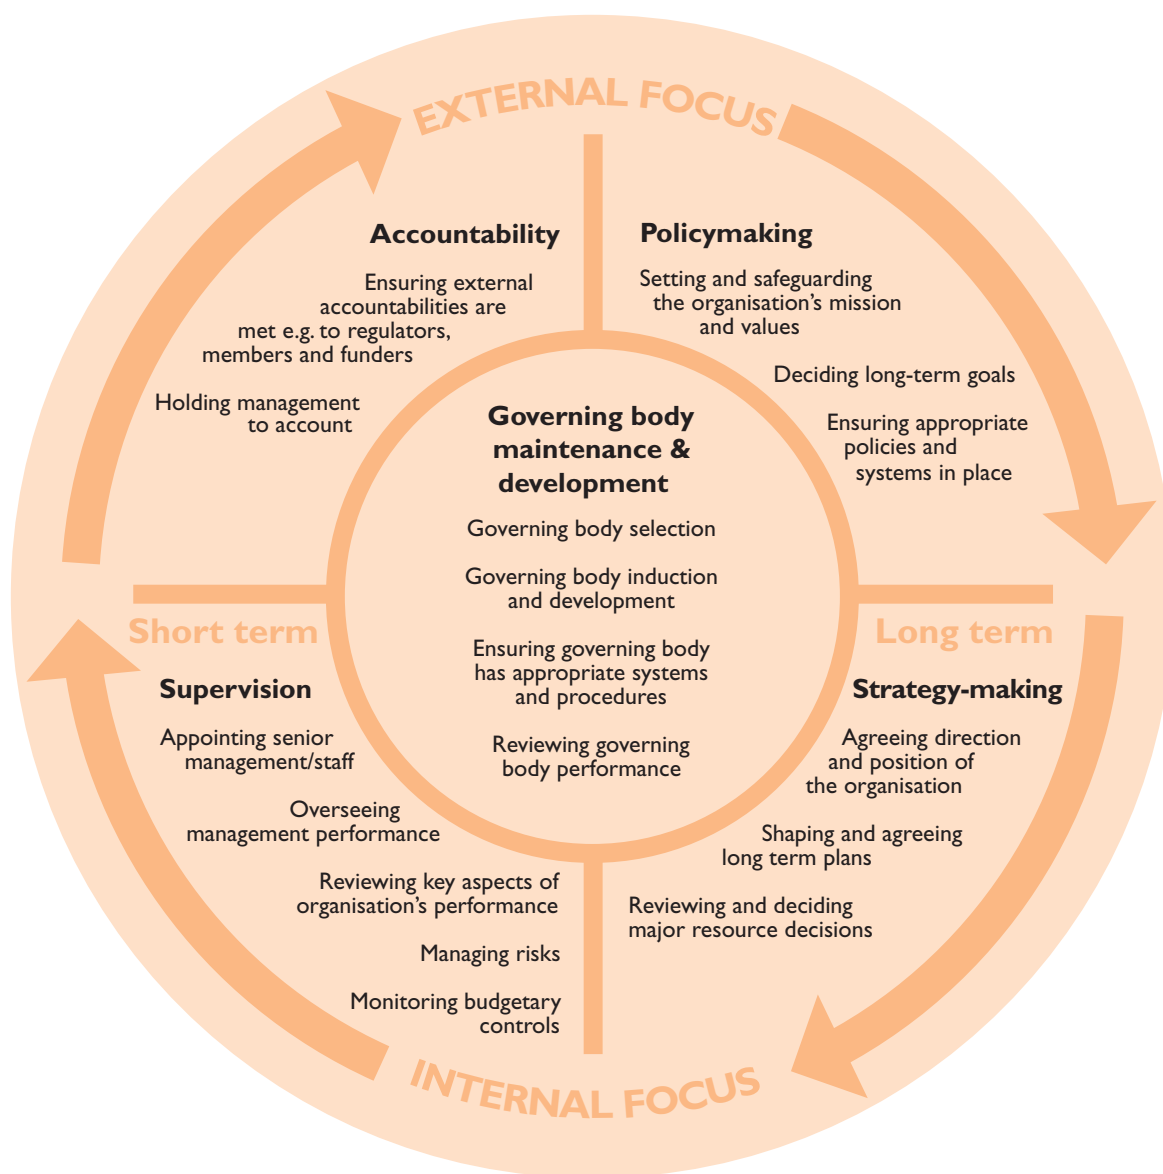 EXTERNAL FOCUS
Accountability
Ensuring external
accountabilities are
met e.g. to regulators,
members and funders
Holding management
to account
Policymaking
Setting and safeguarding
the organisation’s mission
and values
Deciding long-term goals
Ensuring appropriate
policies and
systems in place
Governing body
maintenance &
development
Governing body selection
Governing body induction
and development
Ensuring governing body
has appropriate systems
and procedures
Reviewing governing
body performance
Short term
Long term
Supervision
Appointing senior
management/staff
Overseeing
management performance
Reviewing key aspects of
organisation’s performance
Managing risks
Monitoring budgetary
controls
Strategy-making
Agreeing direction
and position of
the organisation
Shaping and agreeing
long term plans
Reviewing and deciding
major resource decisions
INTERNAL FOCUS